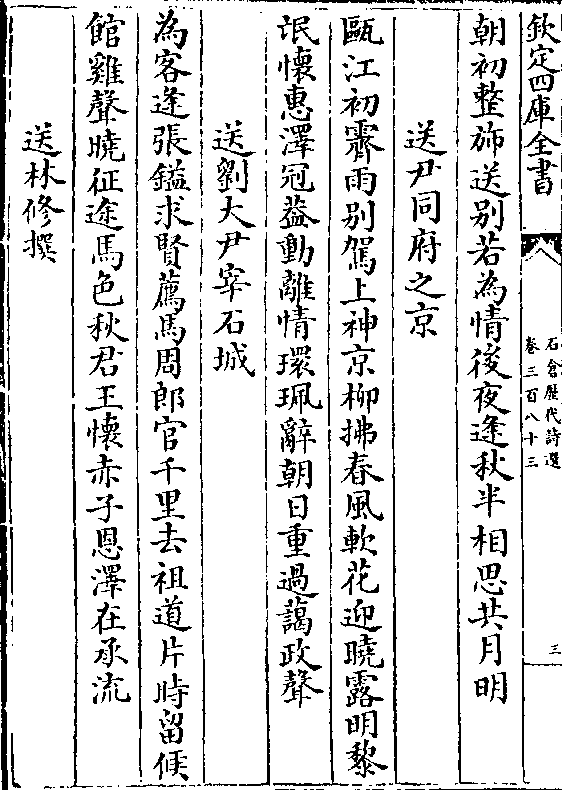 欽定四庫全書
石倉歷代詩選
卷三百八十三
三
朝初整斾送别若為情後夜逢秋半相思共月明
送尹同府之京
甌江初霽雨别駕上神京柳拂春風軟花迎曉露明黎
氓懷惠澤冠葢動離情環珮辭朝日重過藹政聲
送劉大尹宰石城
為客逢張鎰求賢薦馬周郎官千里去祖道片時留候
館雞聲曉征途馬色秋君王懷赤子恩澤在承流
送林修撰